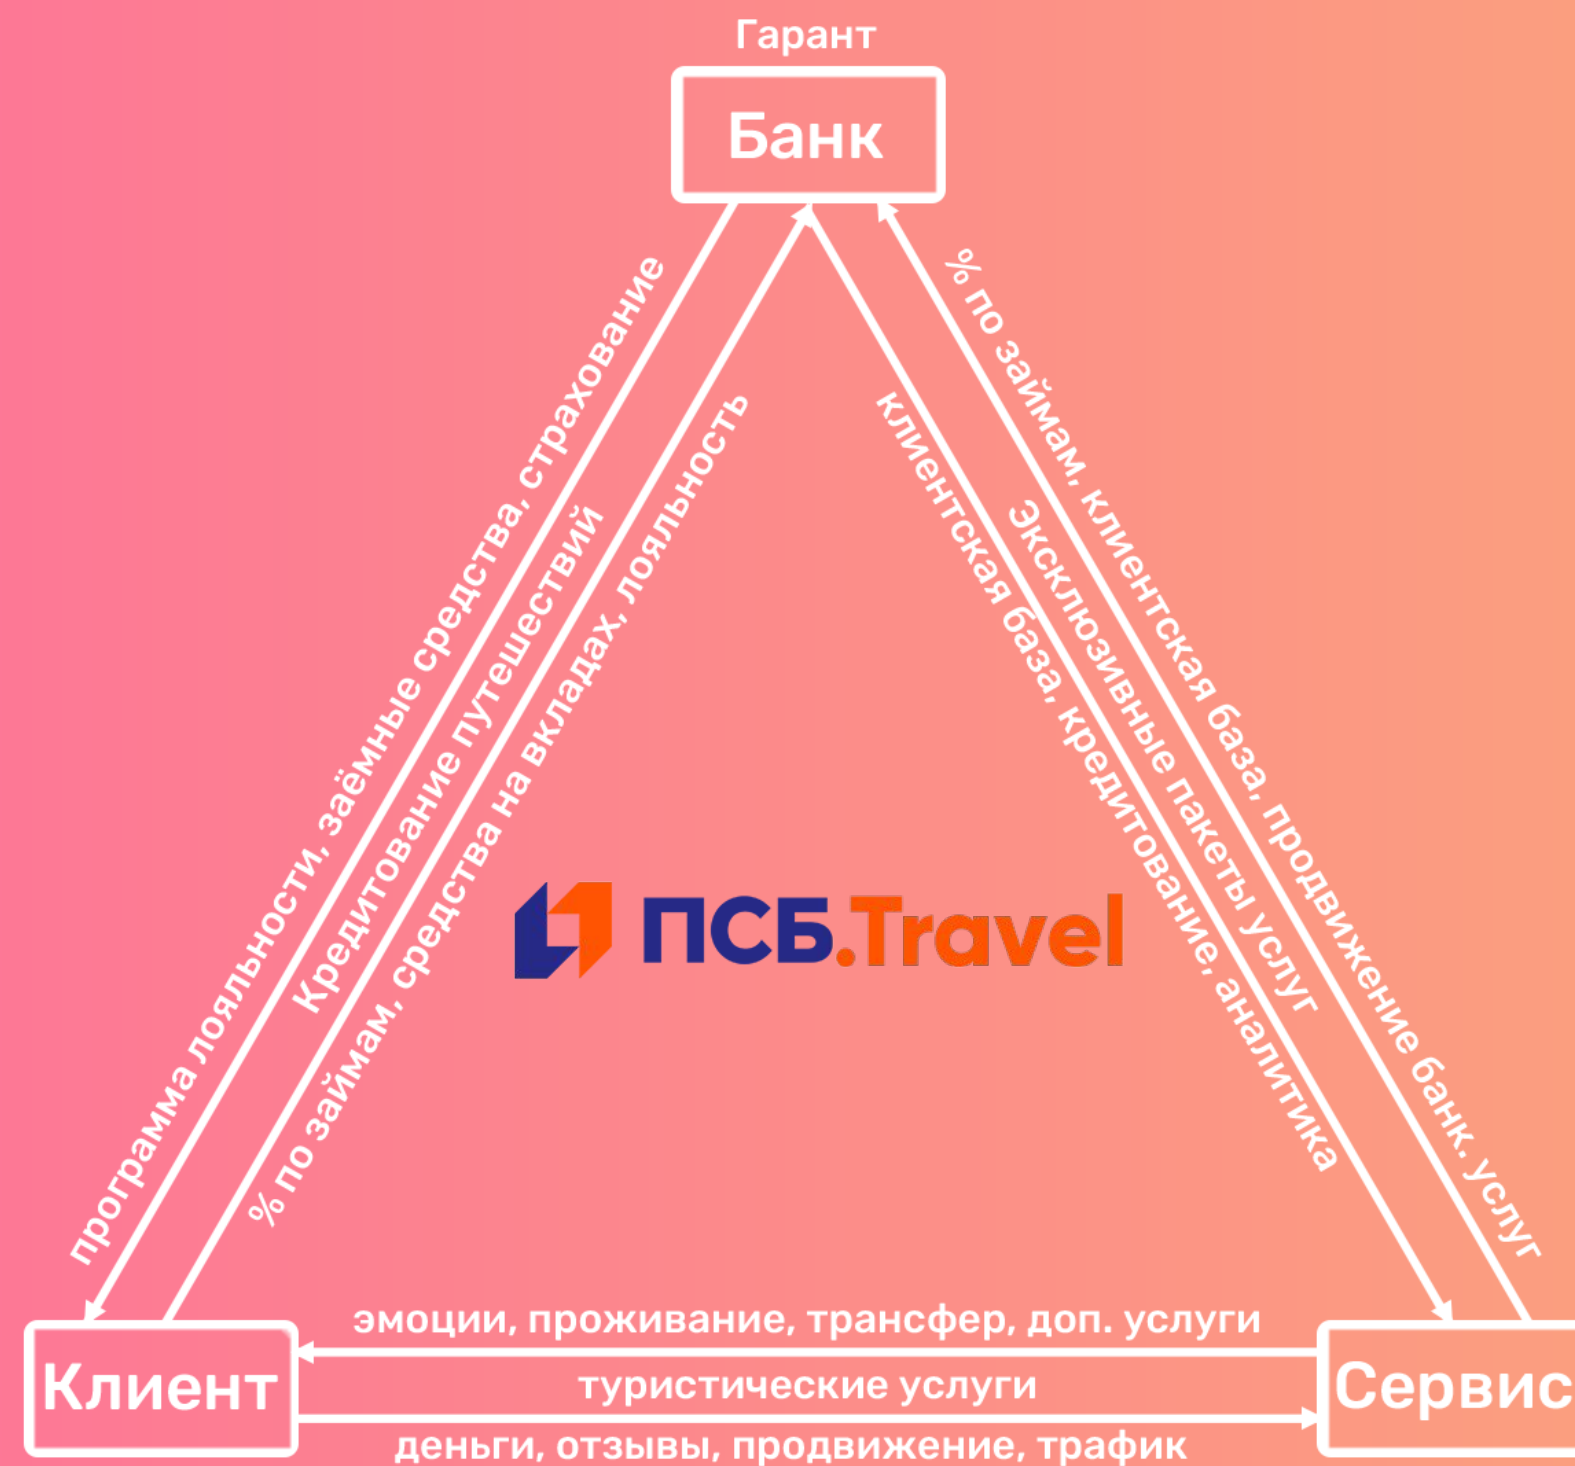 Гарант
Банк
программа лояльности, заёмные средства, страхование
Кредитование путешествий
% по займам, средства на вкладах, лояльность
клиентская база, кредитование, аналитика
Эксклюзивные пакеты услуг
% по займам, клиентская база, продвижение банк. услуг
ПСБ.Travel
эмоции, проживание, трансфер, доп. услуги
Клиент
туристические услуги
Сервис
деньги, отзывы, продвижение, трафик